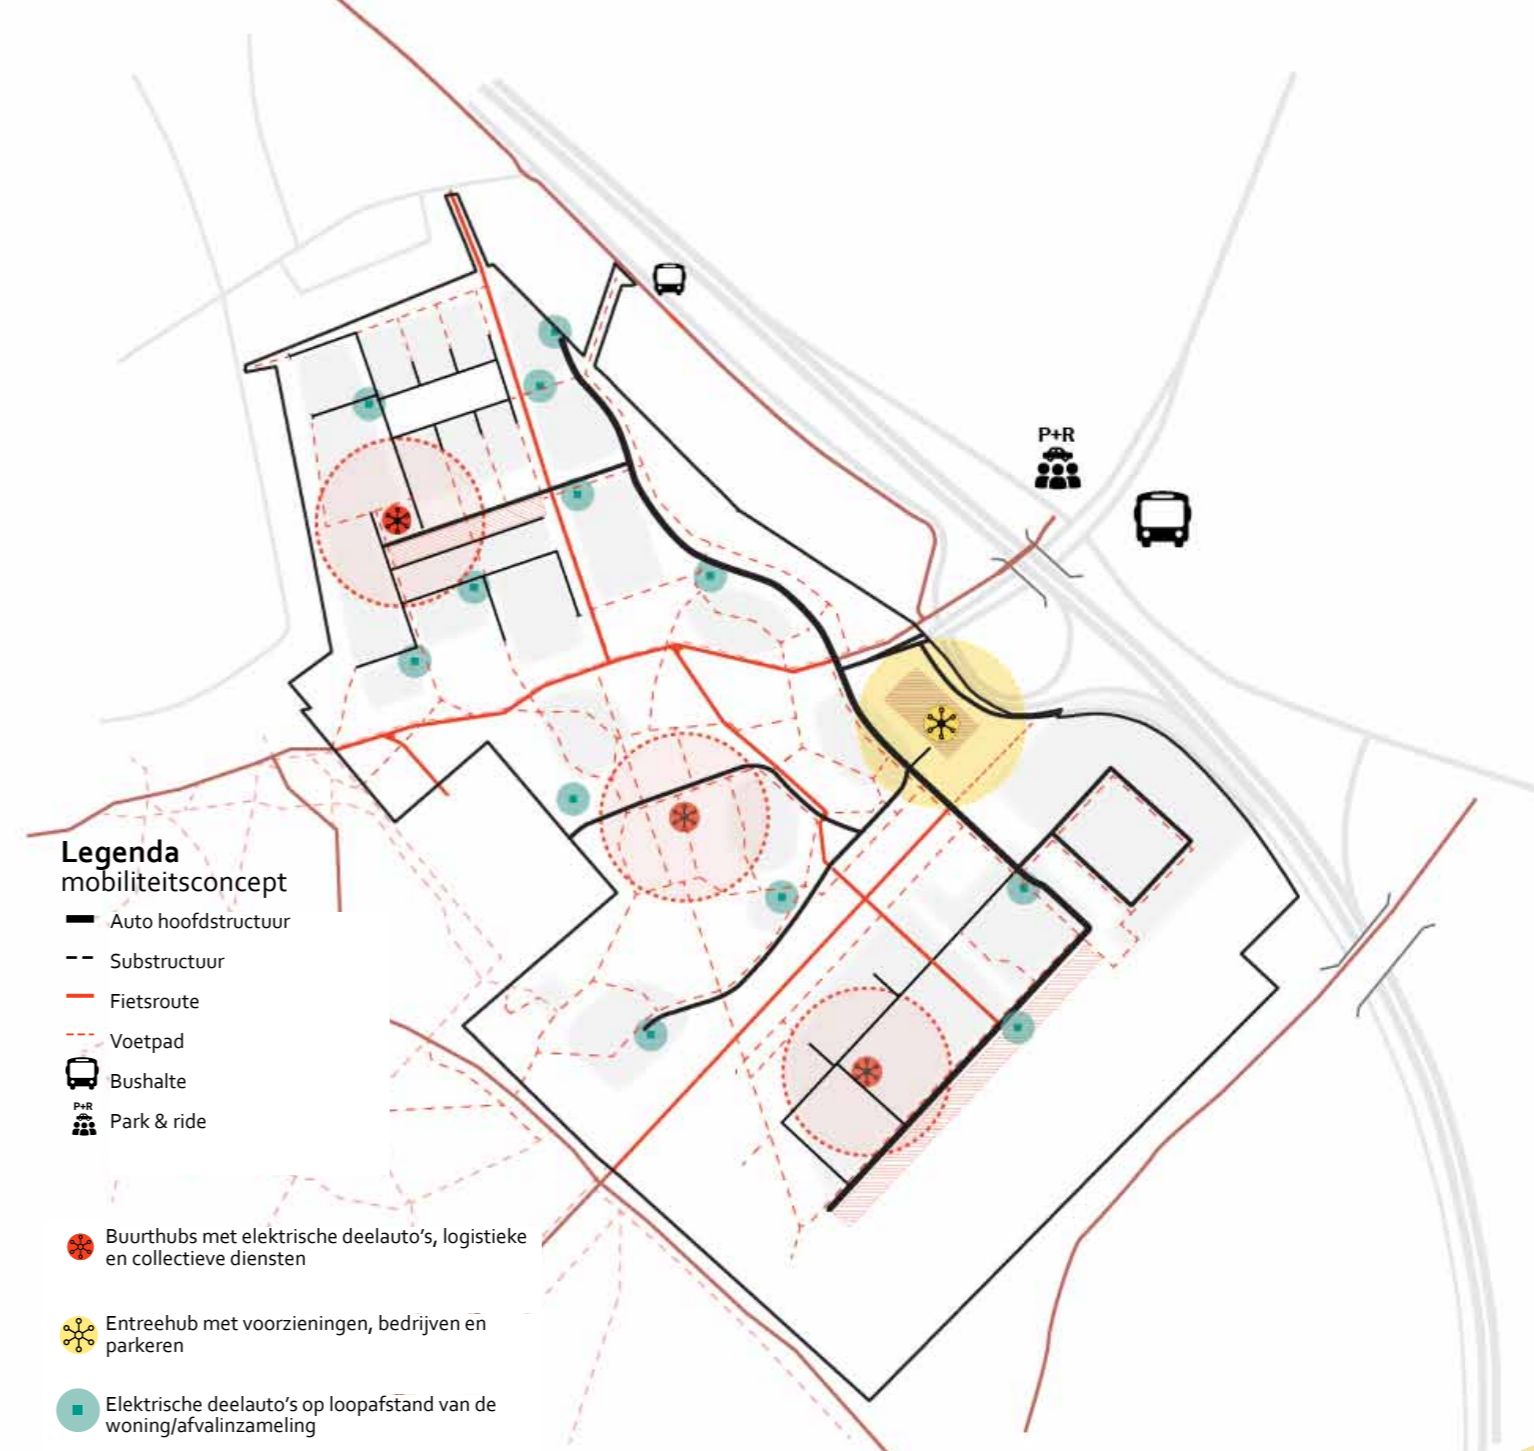 P+R
Legenda
mobiliteitsconcept
Auto hoofdstructuur
Substructuur
Fietsroute
Voetpad
Bushalte
P+R
Park & ride
Buurthubs met elektrische deelauto's, logistieke
en collectieve diensten
Entreehub met voorzieningen, bedrijven en
parkeren
Elektrische deelauto's op loopafstand van de
woning/afvalinzameling